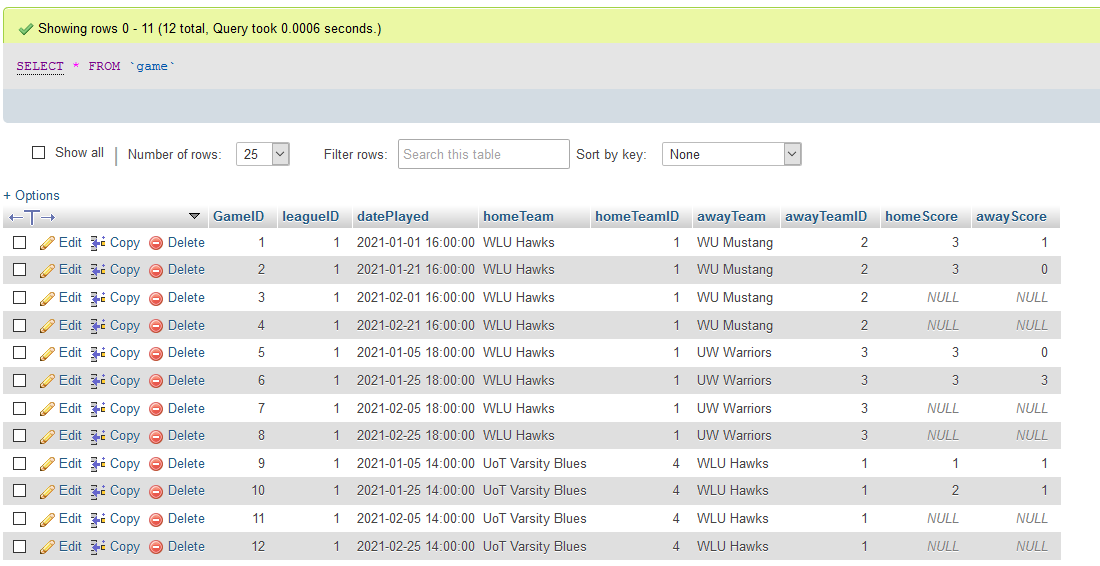 Showing rows 0 - 11 (12 total, Query took 0.0006 seconds.)
SELECT * FROM `game`
Show all Number of rows: 25 Filter rows: Search this table Sort by key: None
+ Options
←T→ GameID leagueID datePlayed homeTeam homeTeamID awayTeam awayTeamID homeScore awayScore
Edit Copy Delete 1 1 2021-01-01 16:00:00 WLU Hawks 1 WU Mustang 2 3 1
Edit Copy Delete 2 1 2021-01-21 16:00:00 WLU Hawks 1 WU Mustang 2 3 0
Edit Copy Delete 3 1 2021-02-01 16:00:00 WLU Hawks 1 WU Mustang 2 NULL NULL
Edit Copy Delete 4 1 2021-02-21 16:00:00 WLU Hawks 1 WU Mustang 2 NULL NULL
Edit Copy Delete 5 1 2021-01-05 18:00:00 WLU Hawks 1 UW Warriors 3 3 0
Edit Copy Delete 6 1 2021-01-25 18:00:00 WLU Hawks 1 UW Warriors 3 3 3
Edit Copy Delete 7 1 2021-02-05 18:00:00 WLU Hawks 1 UW Warriors 3 NULL NULL
Edit Copy Delete 8 1 2021-02-25 18:00:00 WLU Hawks 1 UW Warriors 3 NULL NULL
Edit Copy Delete 9 1 2021-01-05 14:00:00 UoT Varsity Blues 4 WLU Hawks 1 1 1
Edit Copy Delete 10 1 2021-01-25 14:00:00 UoT Varsity Blues 4 WLU Hawks 1 2 1
Edit Copy Delete 11 1 2021-02-05 14:00:00 UoT Varsity Blues 4 WLU Hawks 1 NULL NULL
Edit Copy Delete 12 1 2021-02-25 14:00:00 UoT Varsity Blues 4 WLU Hawks 1 NULL NULL